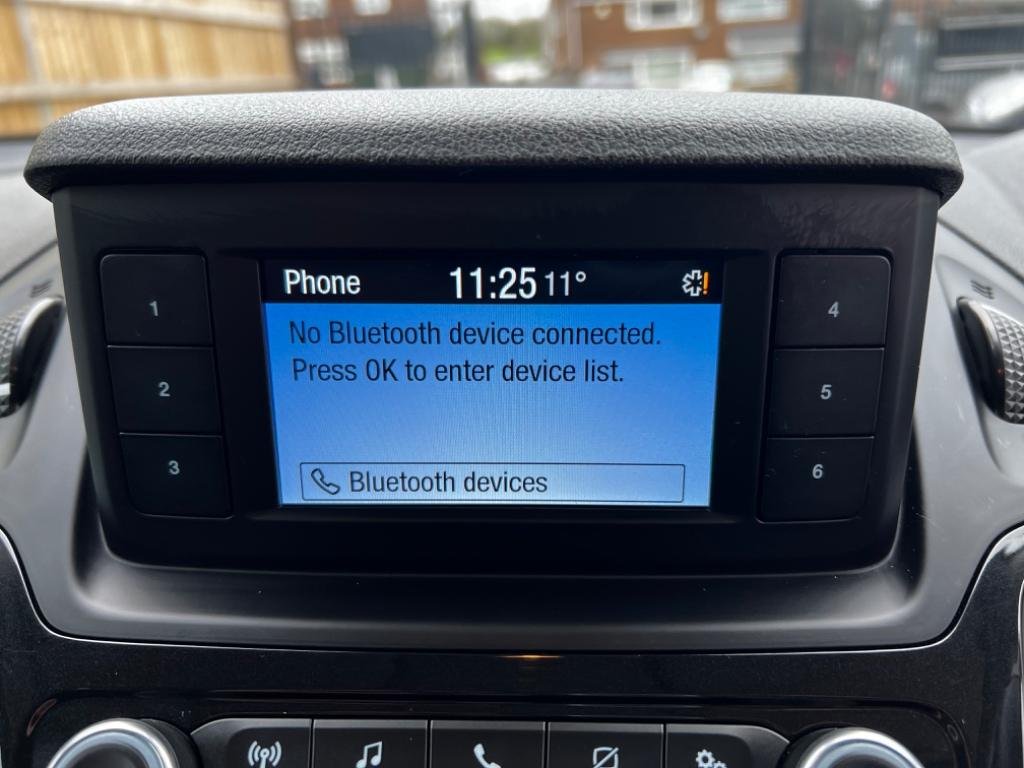 Phone 11:25 11°
No Bluetooth device connected.
Press OK to enter device list.
Bluetooth devices
1
2
3
4
5
6